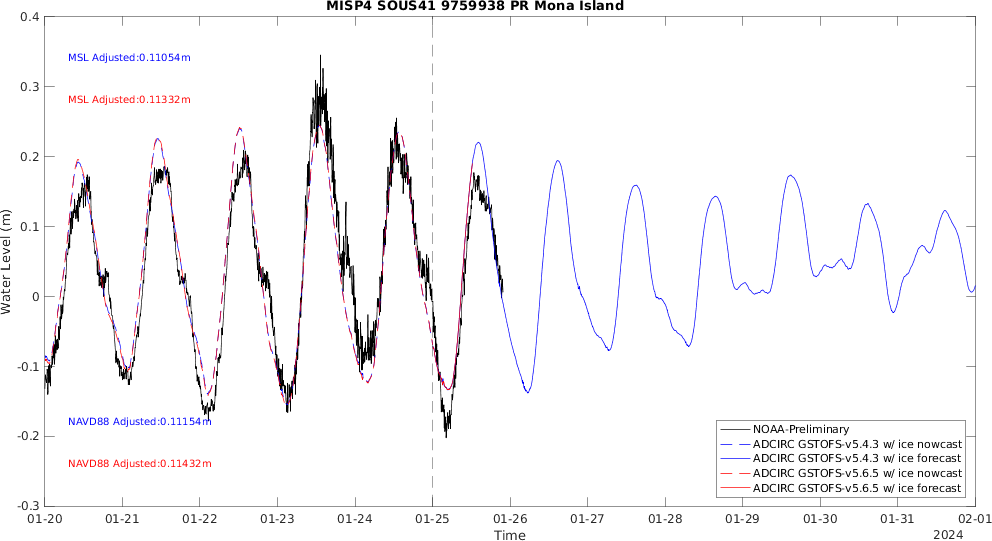 MISP4 SOUS41 9759938 PR Mona Island
0.4
0.3
0.2
0.1
0
-0.1
-0.2
-0.3
Water Level (m)
MSL Adjusted:0.11054m
MSL Adjusted:0.11332m
NAVD88 Adjusted:0.11154m
NAVD88 Adjusted:0.11432m
NOAA-Preliminary
ADCIRC GSTOFS-v5.4.3 w/ ice nowcast
ADCIRC GSTOFS-v5.4.3 w/ ice forecast
ADCIRC GSTOFS-v5.6.5 w/ ice nowcast
ADCIRC GSTOFS-v5.6.5 w/ ice forecast
01-20 01-21 01-22 01-23 01-24 01-25 01-26 01-27 01-28 01-29 01-30 01-31 02-01
Time
2024